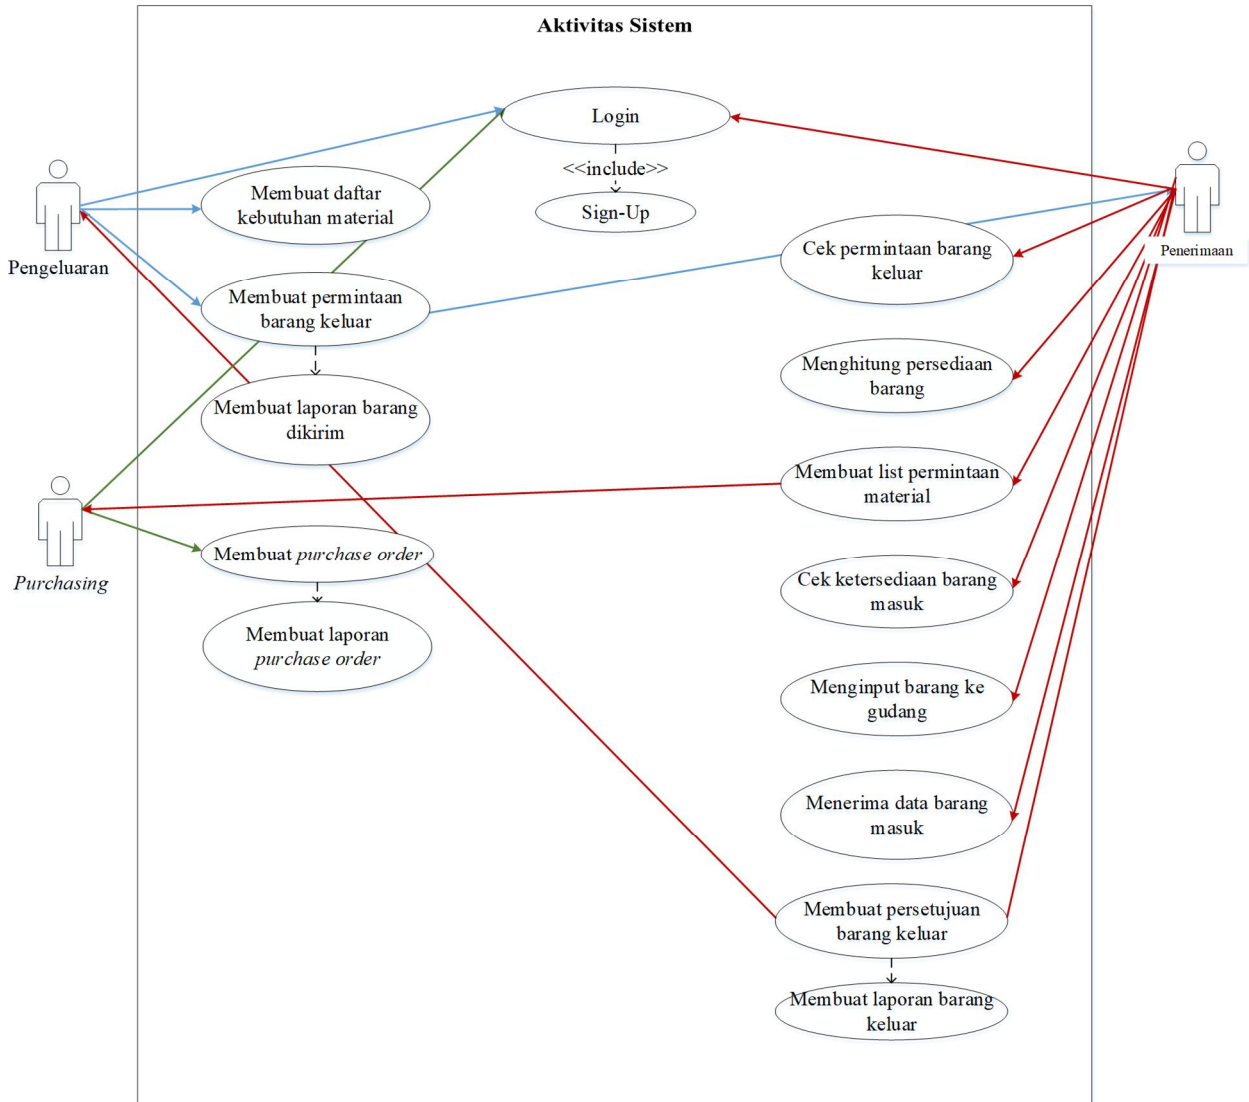 Aktivitas Sistem
Login
<<include>>
Sign-Up
Pengeluaran
Membuat daftar
kebutuhan material
Membuat permintaan
barang keluar
Membuat laporan barang
dikirim
Purchasing
Membuat purchase order
Membuat laporan
purchase order
Penerimaan
Cek permintaan barang
keluar
Menghitung persediaan
barang
Membuat list permintaan
material
Cek ketersediaan barang
masuk
Menginput barang ke
gudang
Menerima data barang
masuk
Membuat persetujuan
barang keluar
Membuat laporan barang
keluar